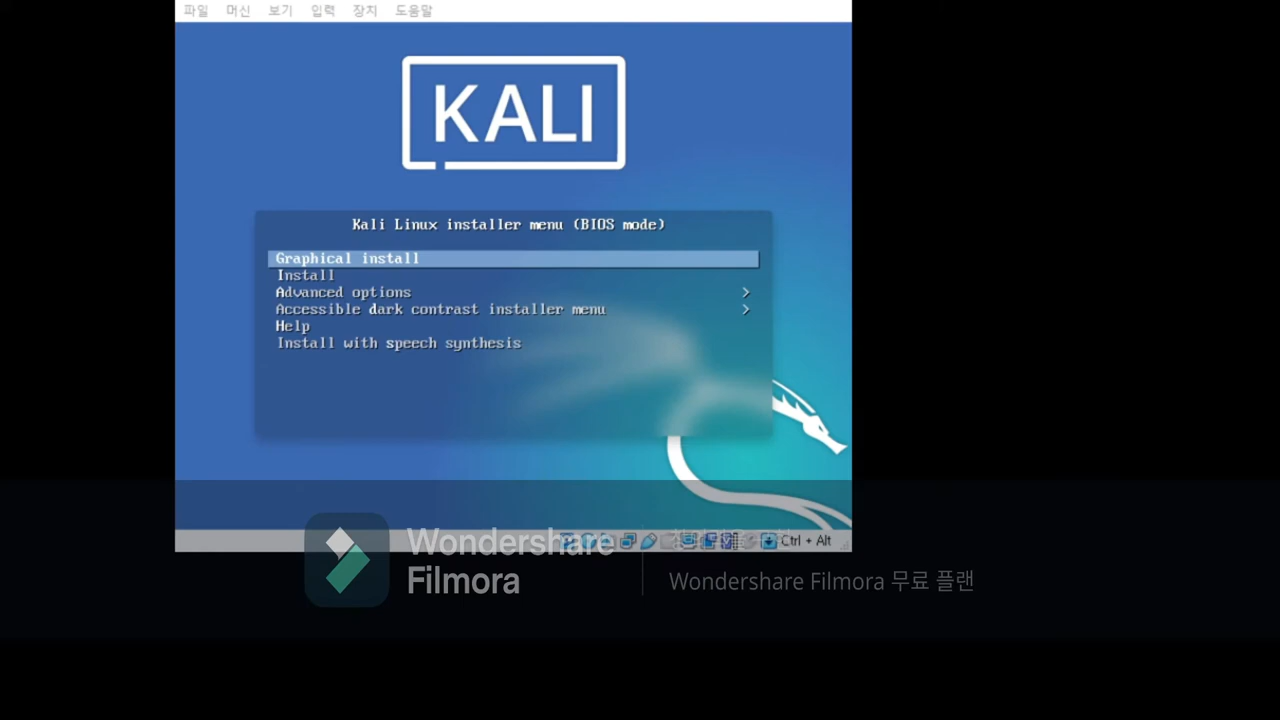 파일 머신 보기 입력 장치 도움말
KALI
Kali Linux installer menu (BIOS mode)
Graphical install
Install
Advanced options >
Accessible dark contrast installer menu >
Help
Install with speech synthesis
Wondershare
Filmora
Ctrl + Alt
Wondershare Filmora 무료 플랜